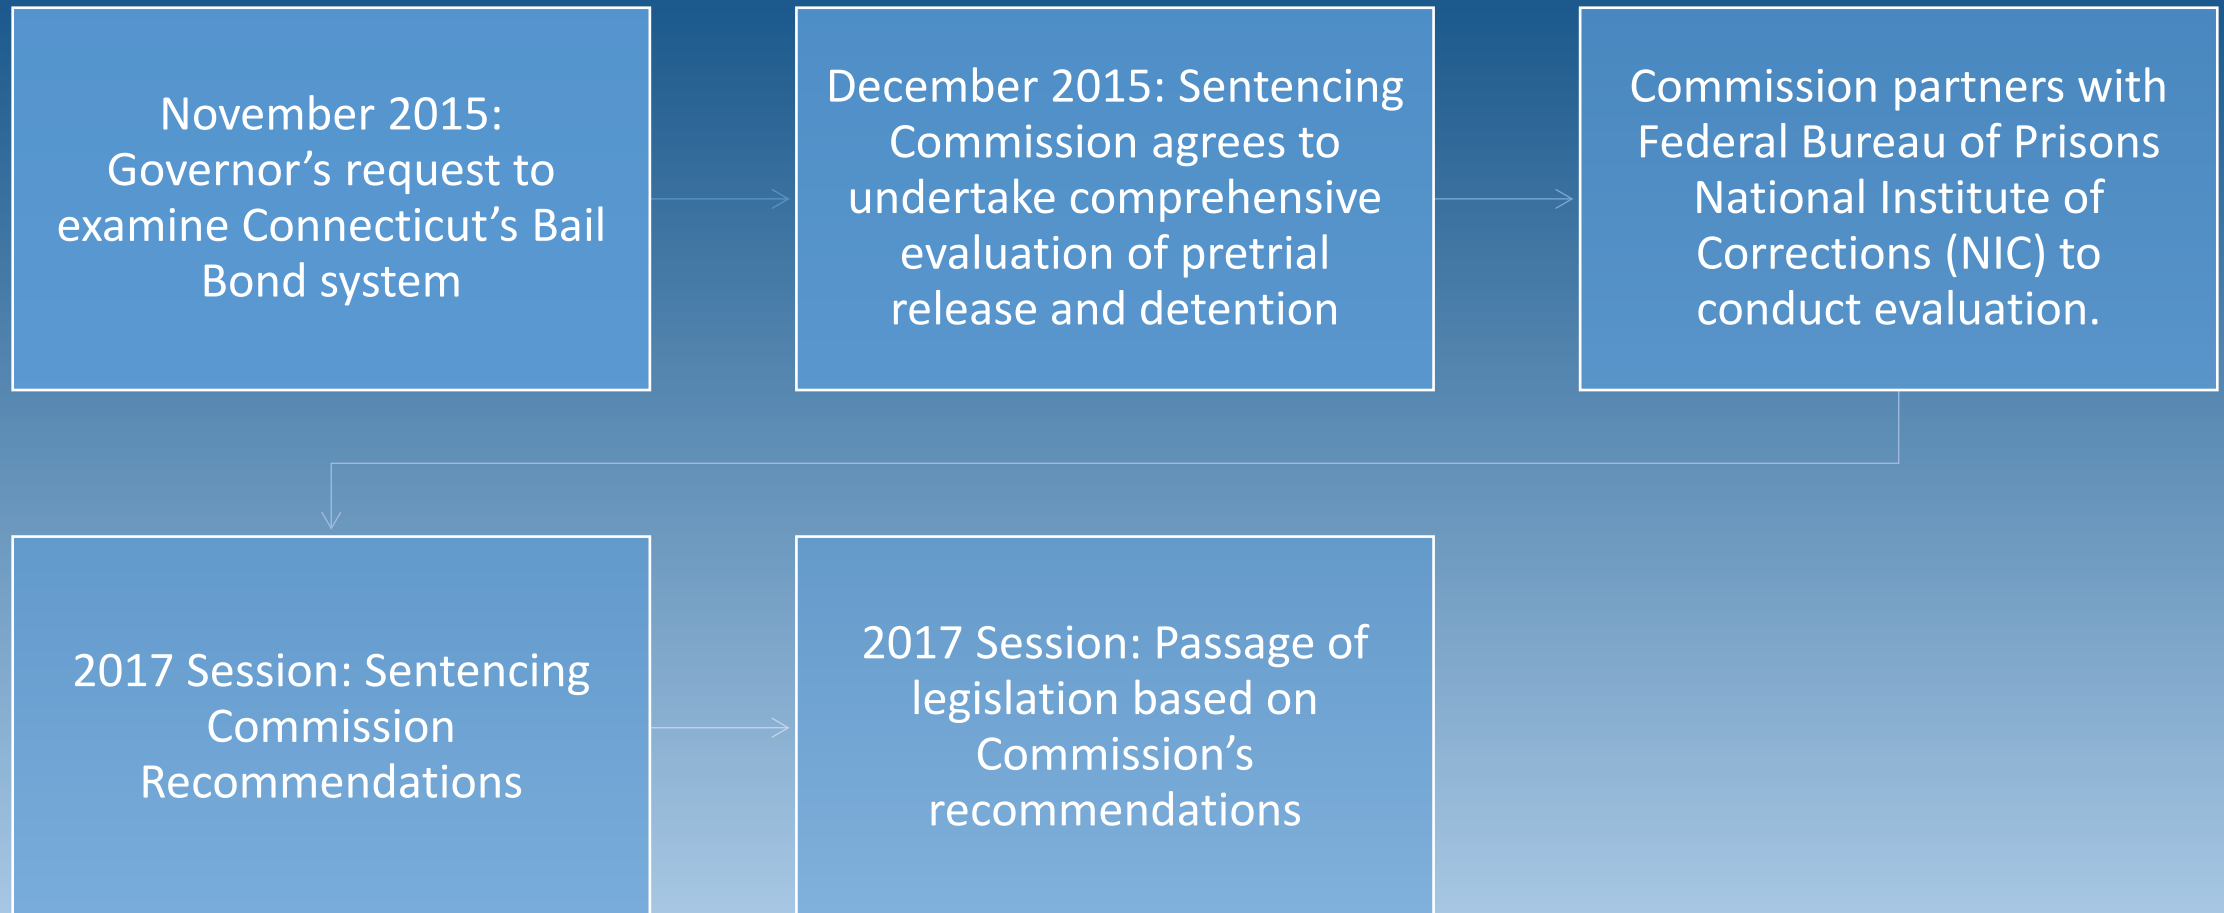 November 2015:
Governor’s request to
examine Connecticut’s Bail
Bond system
December 2015: Sentencing
Commission agrees to
undertake comprehensive
evaluation of pretrial
release and detention
Commission partners with
Federal Bureau of Prisons
National Institute of
Corrections (NIC) to
conduct evaluation.
2017 Session: Sentencing
Commission
Recommendations
2017 Session: Passage of
legislation based on
Commission’s
recommendations